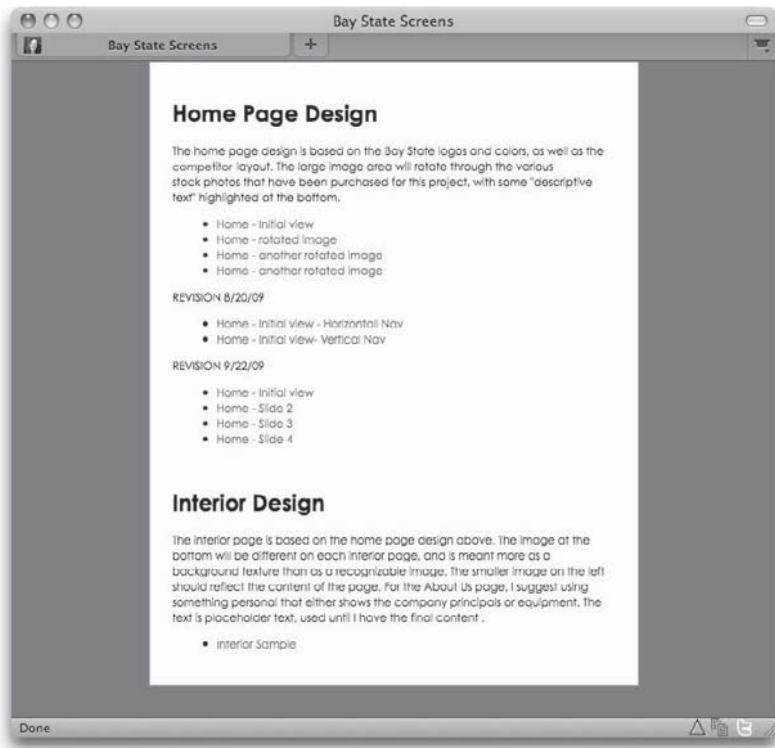 Bay State Screens
Bay State Screens
+
Home Page Design
The home page design is based on the Bay State logos and colors, as well as the
competitor layout. The large image area will rotate through the various
stock photos that have been purchased for this project, with some "descriptive
text" highlighted at the bottom.
• Home - Initial view
• Home - rotated image
• Home - another rotated image
• Home - another rotated image
REVISION 8/20/09
• Home - Initial view - Horizontall Nav
• Home - Initial view- Vertical Nav
REVISION 9/22/09
• Home - Initial view
• Home - Slide 2
• Home - Slide 3
• Home - Slide 4
Interior Design
The interior page is based on the home page design above. The image at the
bottom will be different on each interior page, and is meant more as a
background texture than as a recognizable image. The smaller image on the left
should reflect the content of the page. For the About Us page, I suggest using
something personal that either shows the company principals or equipment. The
text is placeholder text, used until I have the final content .
• Interior Sample
Done